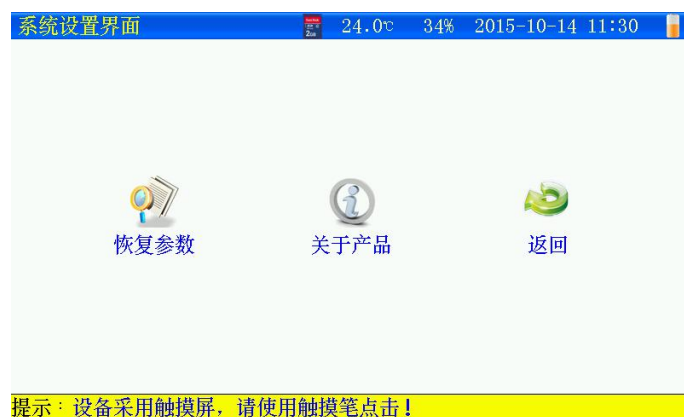 系统设置界面 24.0℃ 34% 2015-10-14 11:30
恢复参数 关于产品 返回
提示：设备采用触摸屏，请使用触摸笔点击！